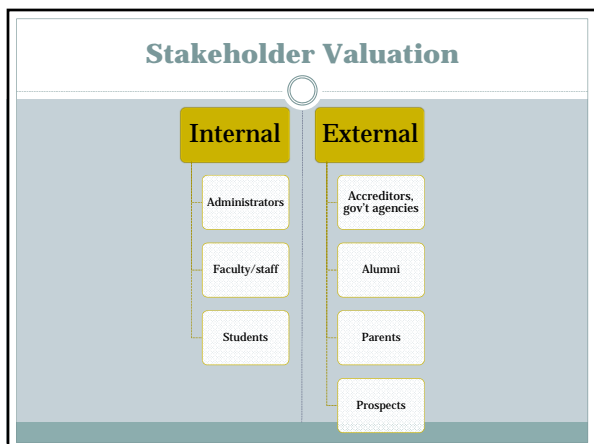 Stakeholder Valuation
Internal
Administrators
Faculty/staff
Students
External
Accreditors,
gov't agencies
Alumni
Parents
Prospects